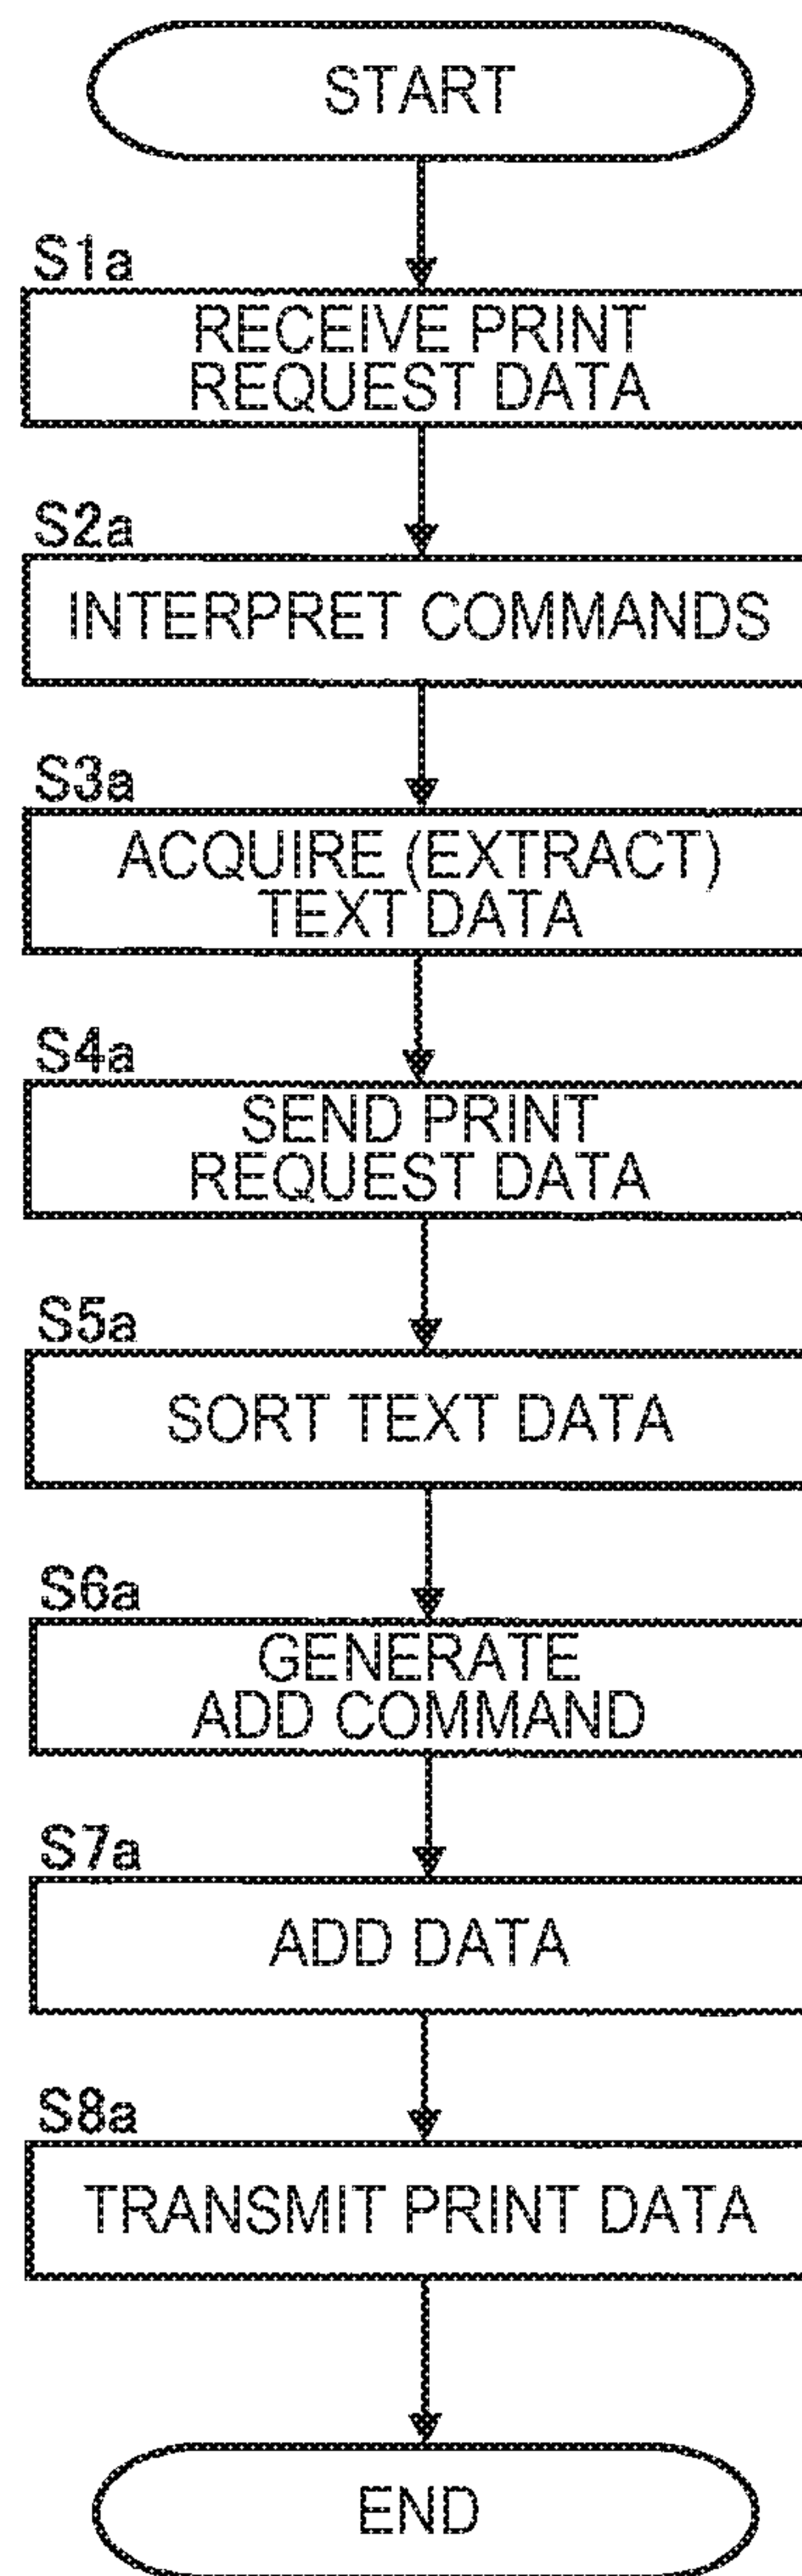 START
S1a
RECEIVE PRINT
REQUEST DATA
S2a
INTERPRET COMMANDS
S3a
ACQUIRE (EXTRACT)
TEXT DATA
S4a
SEND PRINT
REQUEST DATA
S5a
SORT TEXT DATA
S6a
GENERATE
ADD COMMAND
S7a
ADD DATA
S8a
TRANSMIT PRINT DATA
END